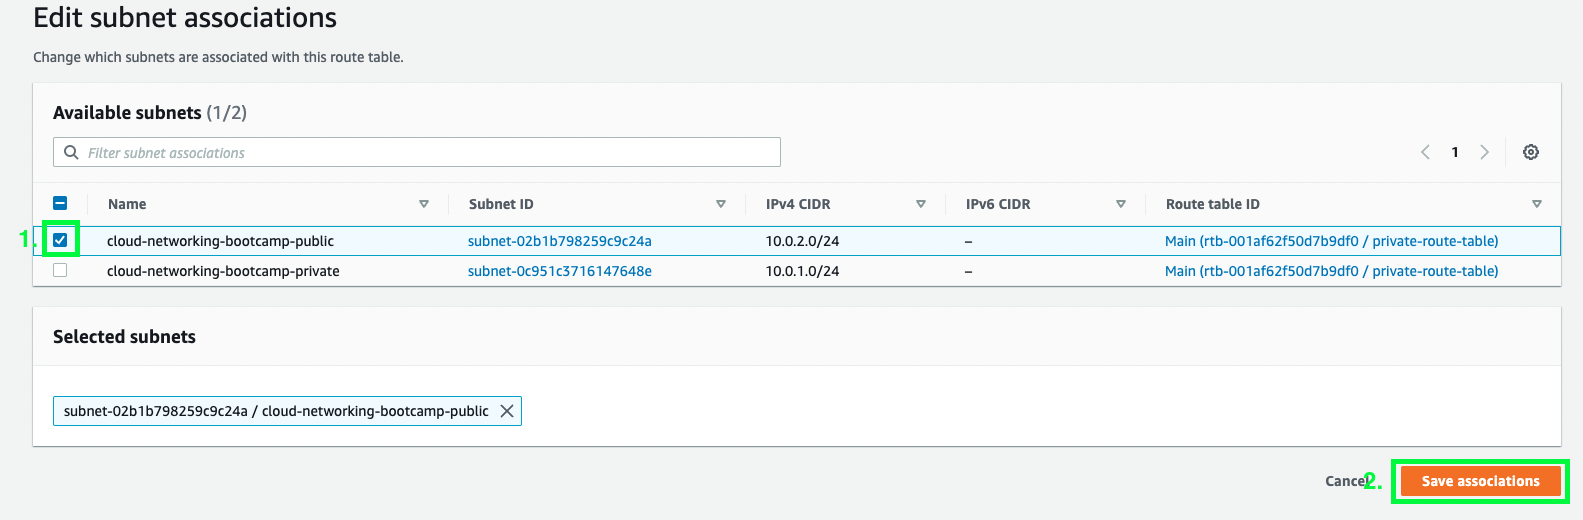 Edit subnet associations
Change which subnets are associated with this route table.
Available subnets (1/2)
Filter subnet associations
1
Name Subnet ID IPv4 CIDR IPv6 CIDR Route table ID
1. cloud-networking-bootcamp-public subnet-02b1b798259c9c24a 10.0.2.0/24 – Main (rtb-001af62f50d7b9df0 / private-route-table)
cloud-networking-bootcamp-private subnet-0c951c3716147648e 10.0.1.0/24 – Main (rtb-001af62f50d7b9df0 / private-route-table)
Selected subnets
subnet-02b1b798259c9c24a / cloud-networking-bootcamp-public
Cancel 2. Save associations